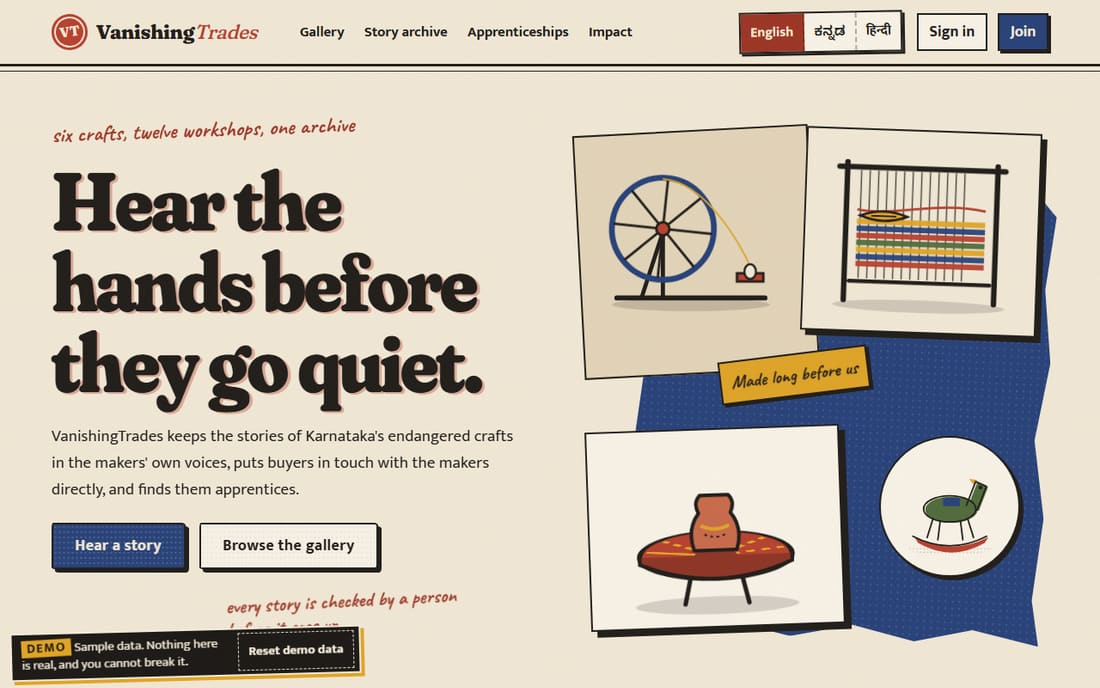 VT VanishingTrades
Gallery Story archive Apprenticeships Impact
English ಕನ್ನಡ हिन्दी
Sign in
Join
six crafts, twelve workshops, one archive
Hear the
hands before
they go quiet.
VanishingTrades keeps the stories of Karnataka's endangered crafts
in the makers' own voices, puts buyers in touch with the makers
directly, and finds them apprentices.
Hear a story
Browse the gallery
every story is checked by a person
Made long before us
DEMO Sample data. Nothing here
is real, and you cannot break it.
Reset demo data